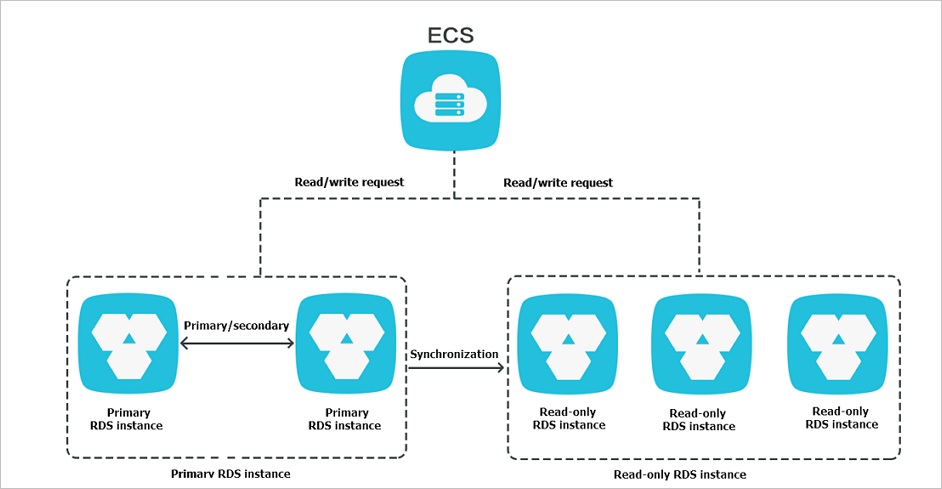 ECS
Read/write request
Read/write request
Primary/secondary
Synchronization
Primary
RDS instance
Primary
RDS instance
Read-only
RDS instance
Read-only
RDS instance
Read-only
RDS instance
Primary RDS instance
Read-only RDS instance